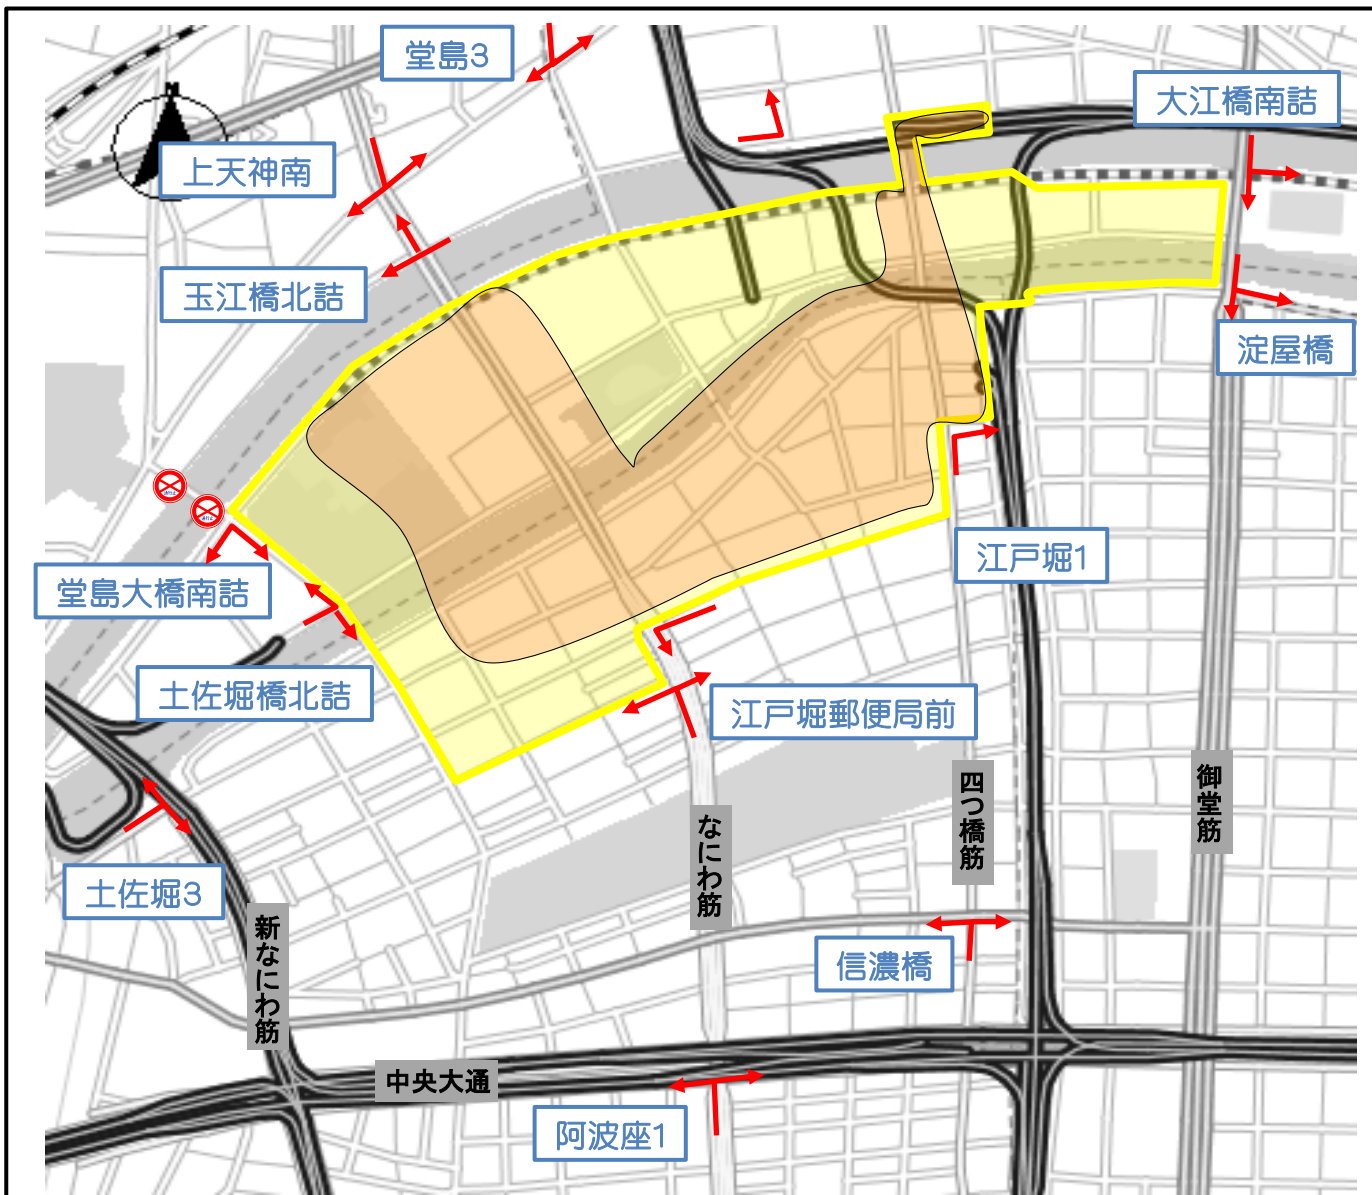 堂島3
大江橋南詰
N
上天神南
玉江橋北詰
淀屋橋
江戸堀1
堂島大橋南詰
土佐堀橋北詰
江戸堀郵便局前
四つ橋筋
御堂筋
なにわ筋
土佐堀3
新なにわ筋
信濃橋
中央大通
阿波座1